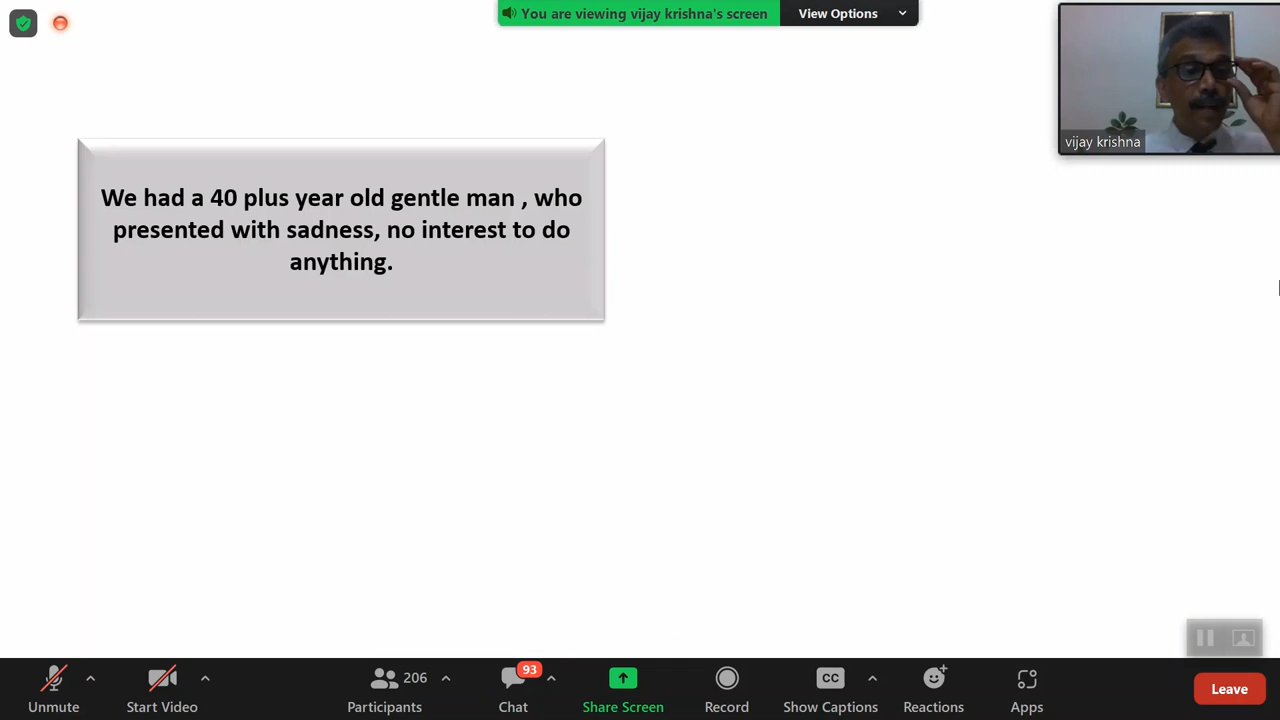 You are viewing vijay krishna's screen
View Options
vijay krishna
We had a 40 plus year old gentle man , who
presented with sadness, no interest to do
anything.
Unmute
Start Video
206
Participants
93
Chat
Share Screen
Record
CC
Show Captions
Reactions
Apps
Leave